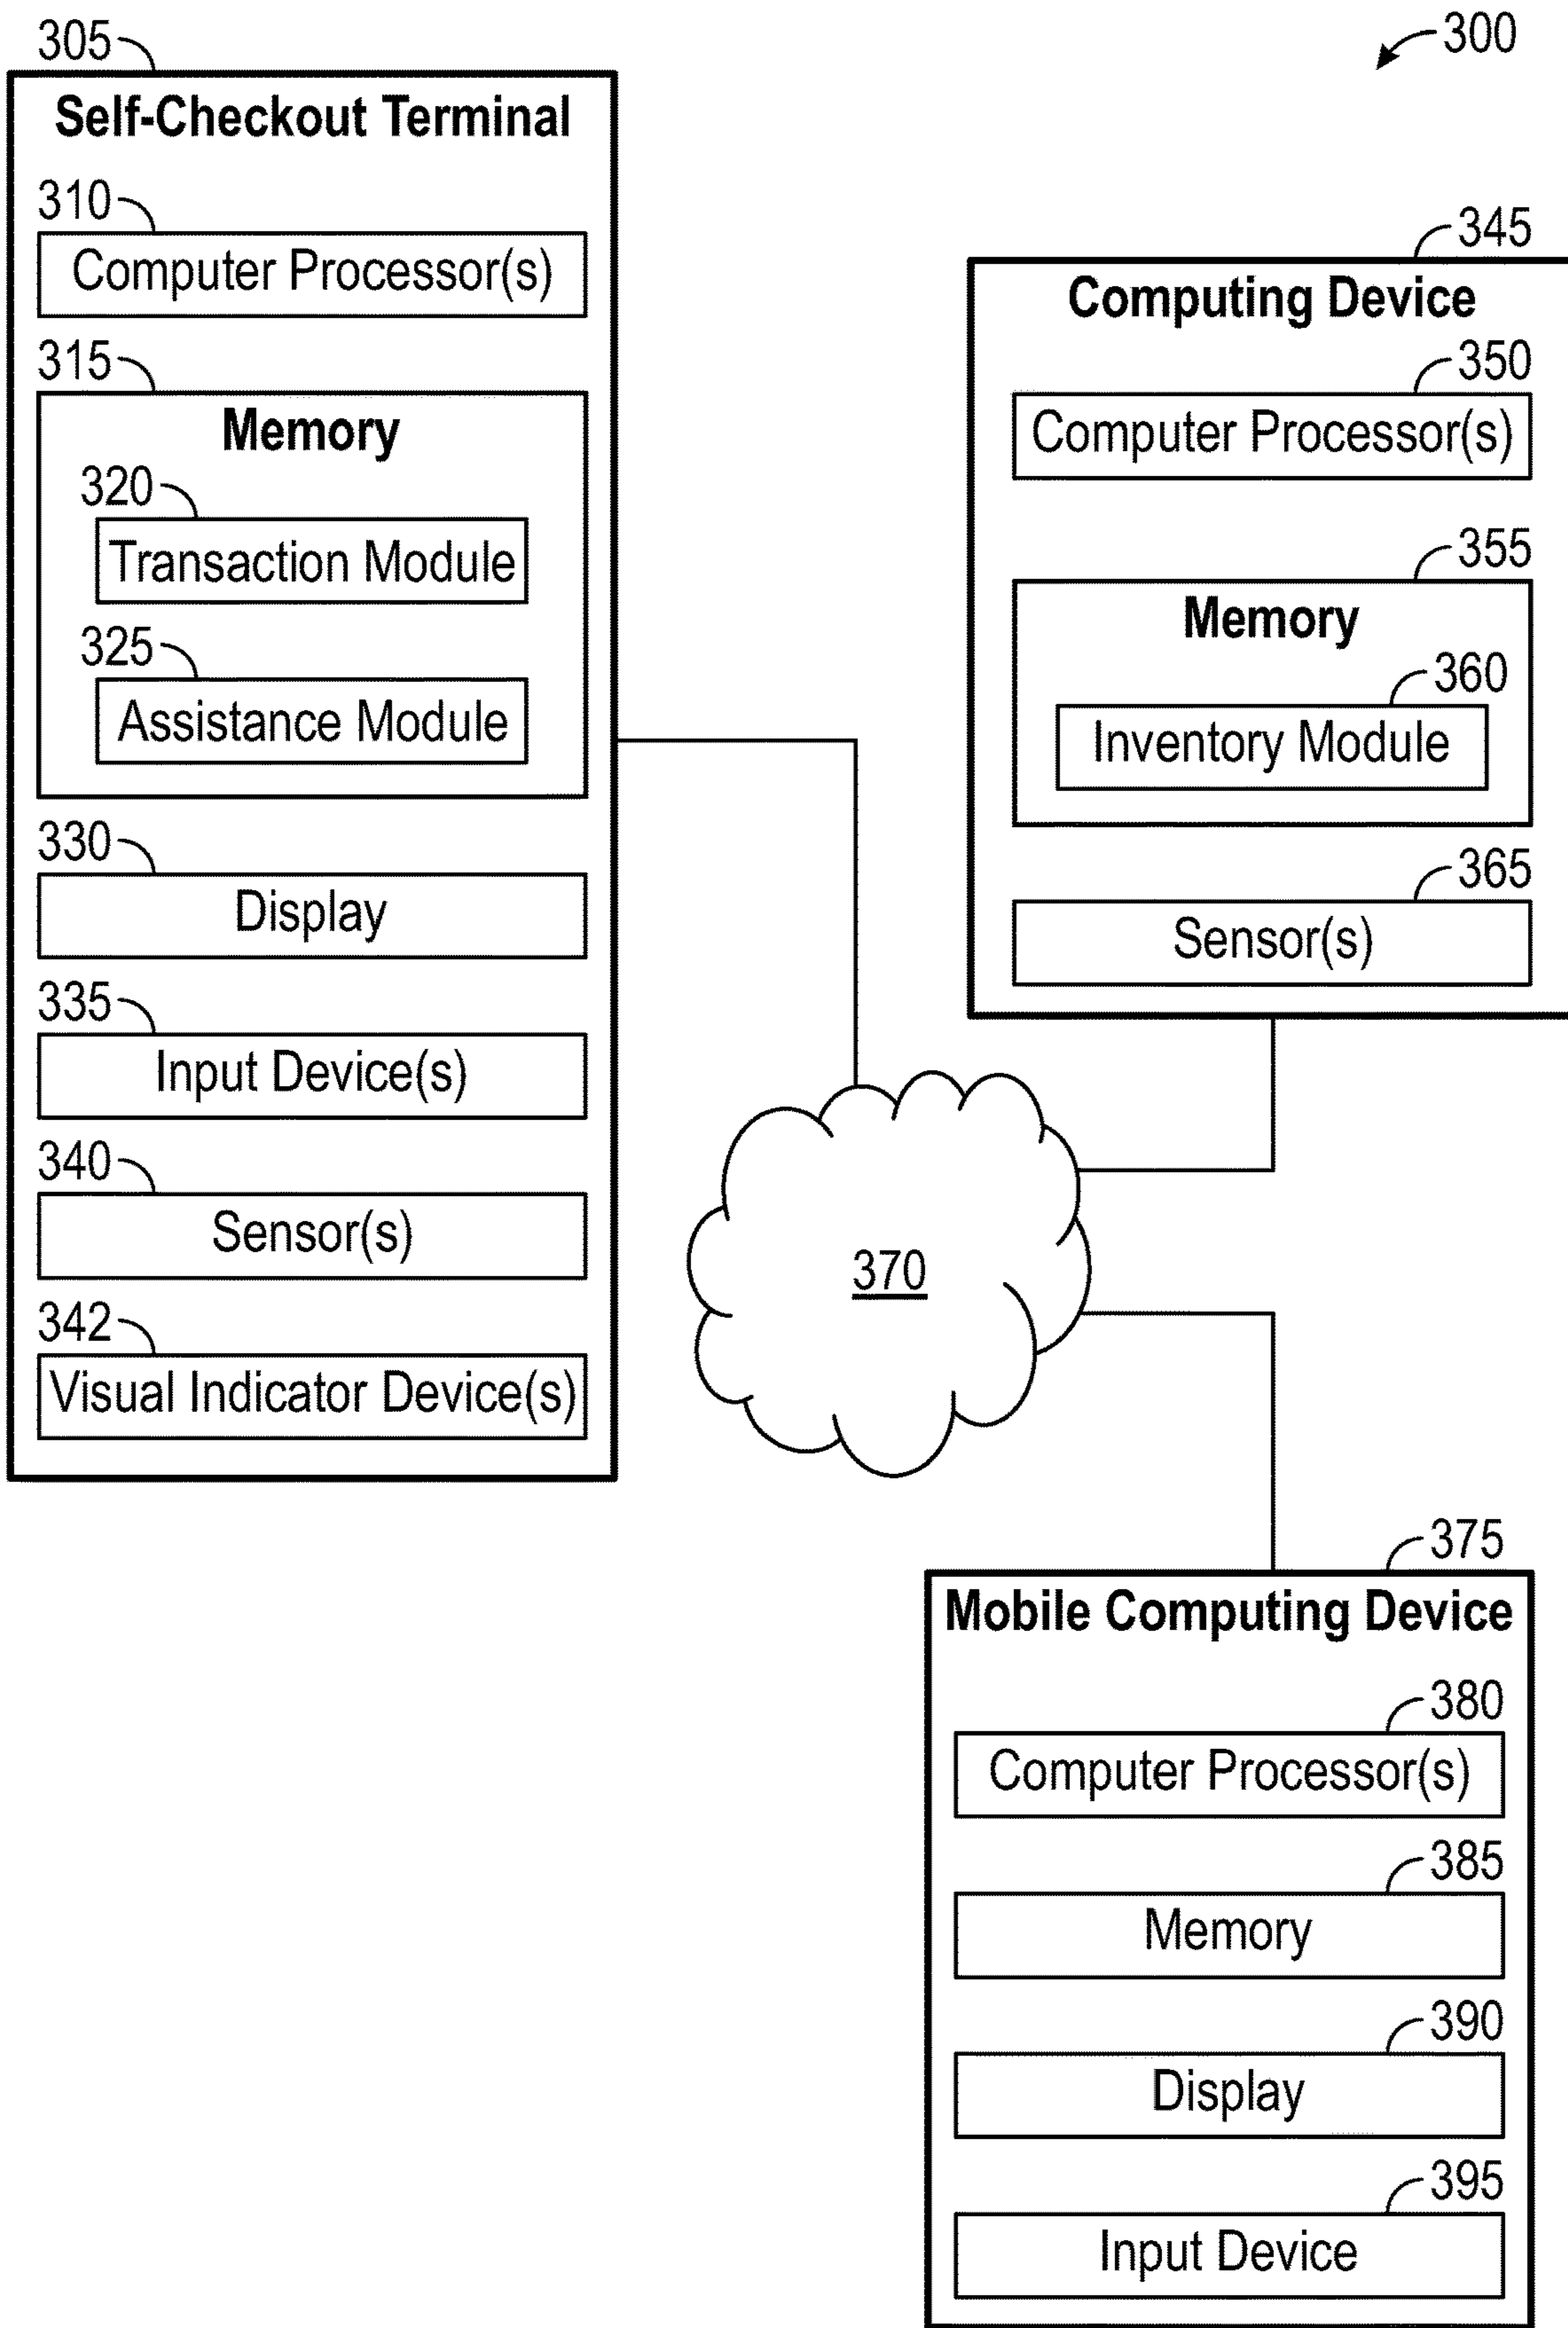 300
305
Self-Checkout Terminal
310
Computer Processor(s)
315
Memory
320
Transaction Module
325
Assistance Module
330
Display
335
Input Device(s)
340
Sensor(s)
342
Visual Indicator Device(s)
345
Computing Device
350
Computer Processor(s)
355
Memory
360
Inventory Module
365
Sensor(s)
370
375
Mobile Computing Device
380
Computer Processor(s)
385
Memory
390
Display
395
Input Device